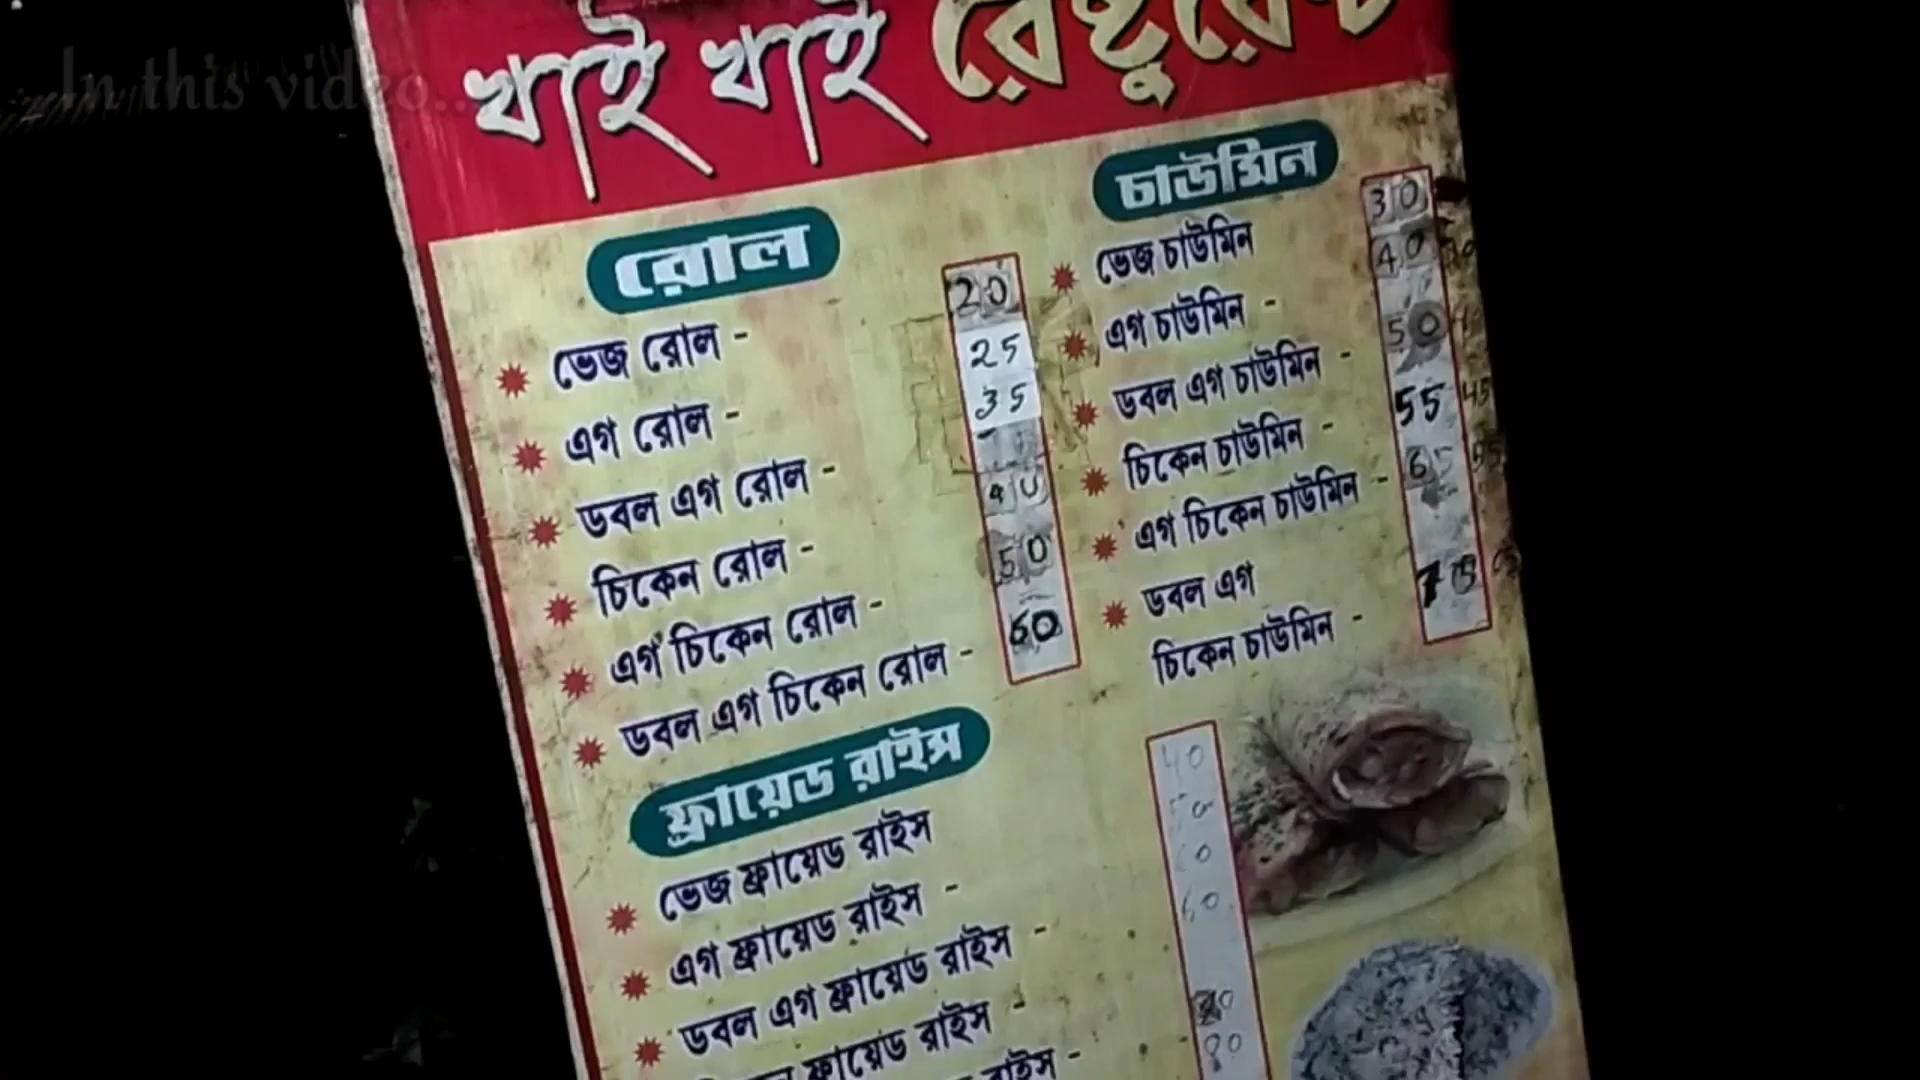 In this video...
খাই খাই রেষ্টুরেন্ট
রোল
ভেজ রোল - 20
এগ রোল - 25
ডবল এগ রোল - 35
চিকেন রোল - 40
এগ চিকেন রোল - 50
ডবল এগ চিকেন রোল - 60
চাউমিন
ভেজ চাউমিন 30
এগ চাউমিন - 40
ডবল এগ চাউমিন - 50
চিকেন চাউমিন - 55
এগ চিকেন চাউমিন - 65
ডবল এগ
চিকেন চাউমিন -
ফ্রায়েড রাইস
ভেজ ফ্রায়েড রাইস 40
এগ ফ্রায়েড রাইস - 50
ডবল এগ ফ্রায়েড রাইস - 60
ফ্রায়েড রাইস - 60
রাইস -
80